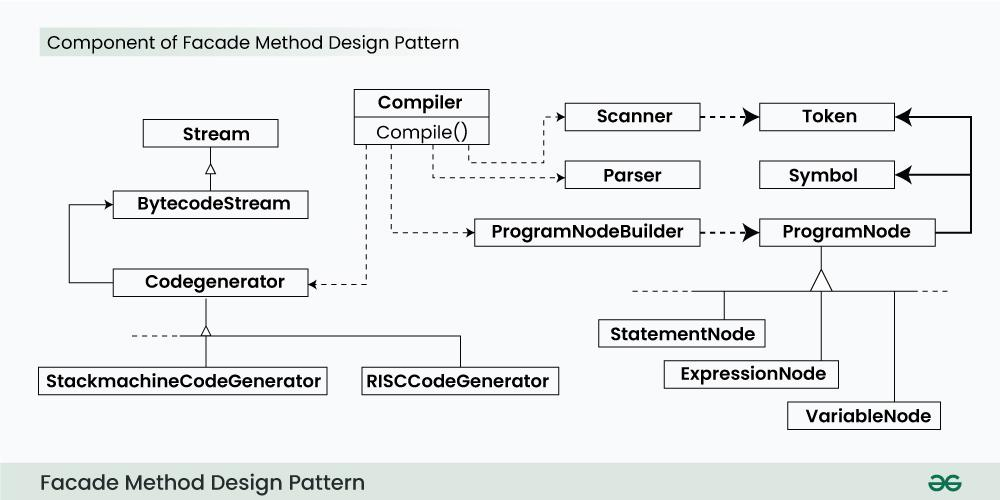 Component of Facade Method Design Pattern
Compiler
Compile()
Scanner
Token
Stream
Parser
Symbol
BytecodeStream
ProgramNodeBuilder
ProgramNode
Codegenerator
StatementNode
ExpressionNode
StackmachineCodeGenerator
RISCCodeGenerator
VariableNode
Facade Method Design Pattern